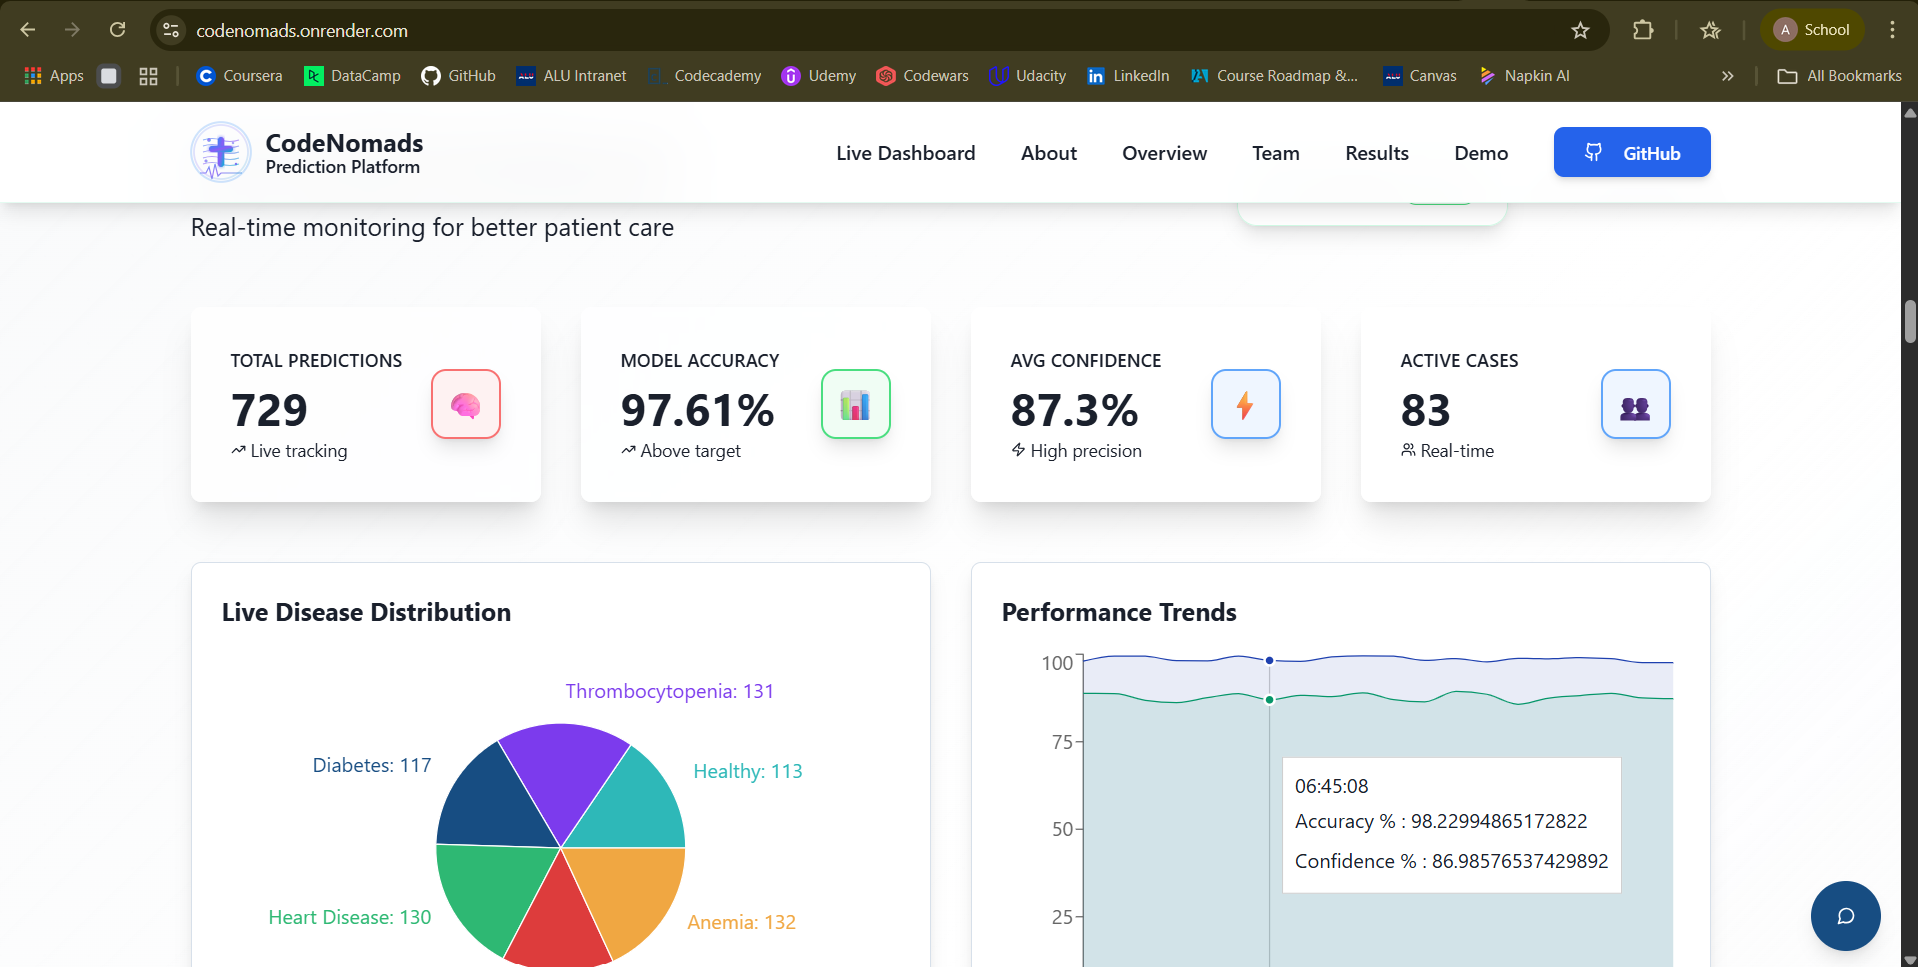 codenomads.onrender.com
A School
Apps Coursera DataCamp GitHub ALU Intranet Codecademy Udemy Codewars Udacity LinkedIn Course Roadmap &... Canvas Napkin AI » All Bookmarks
CodeNomads
Prediction Platform
Live Dashboard About Overview Team Results Demo GitHub
Real-time monitoring for better patient care
TOTAL PREDICTIONS
729
Live tracking
MODEL ACCURACY
97.61%
Above target
AVG CONFIDENCE
87.3%
High precision
ACTIVE CASES
83
Real-time
Live Disease Distribution
Thrombocytopenia: 131
Diabetes: 117
Healthy: 113
Heart Disease: 130
Anemia: 132
Performance Trends
100
75
50
25
06:45:08
Accuracy % : 98.22994865172822
Confidence % : 86.98576537429892